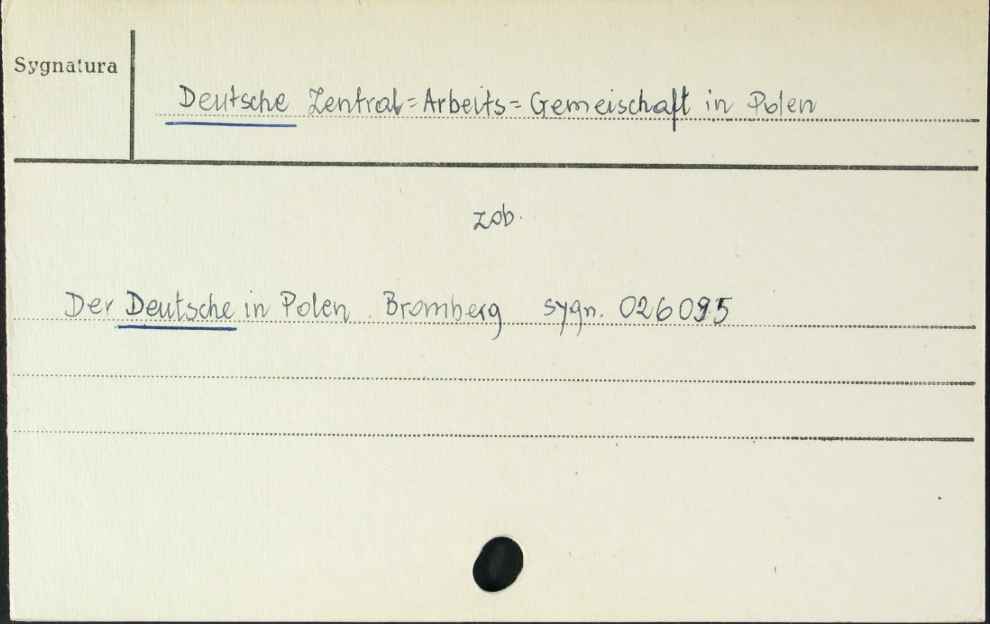 Sygnatura
Deutsche Zentral=Arbeits=Gemeischaft in Polen
zob.
Der Deutsche in Polen. Bromberg sygn. 026095